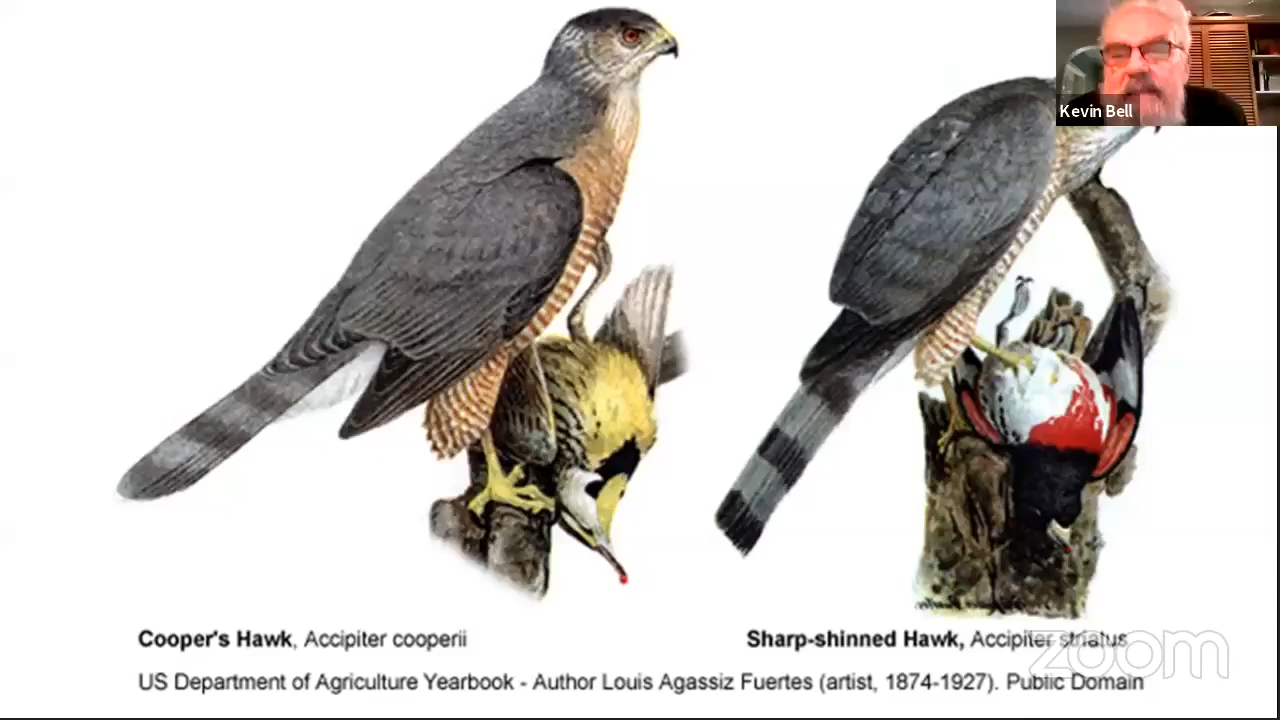 Kevin Bell
Cooper's Hawk, Accipiter cooperii
Sharp-shinned Hawk, Accipiter striatus
zoom
US Department of Agriculture Yearbook - Author Louis Agassiz Fuertes (artist, 1874-1927). Public Domain